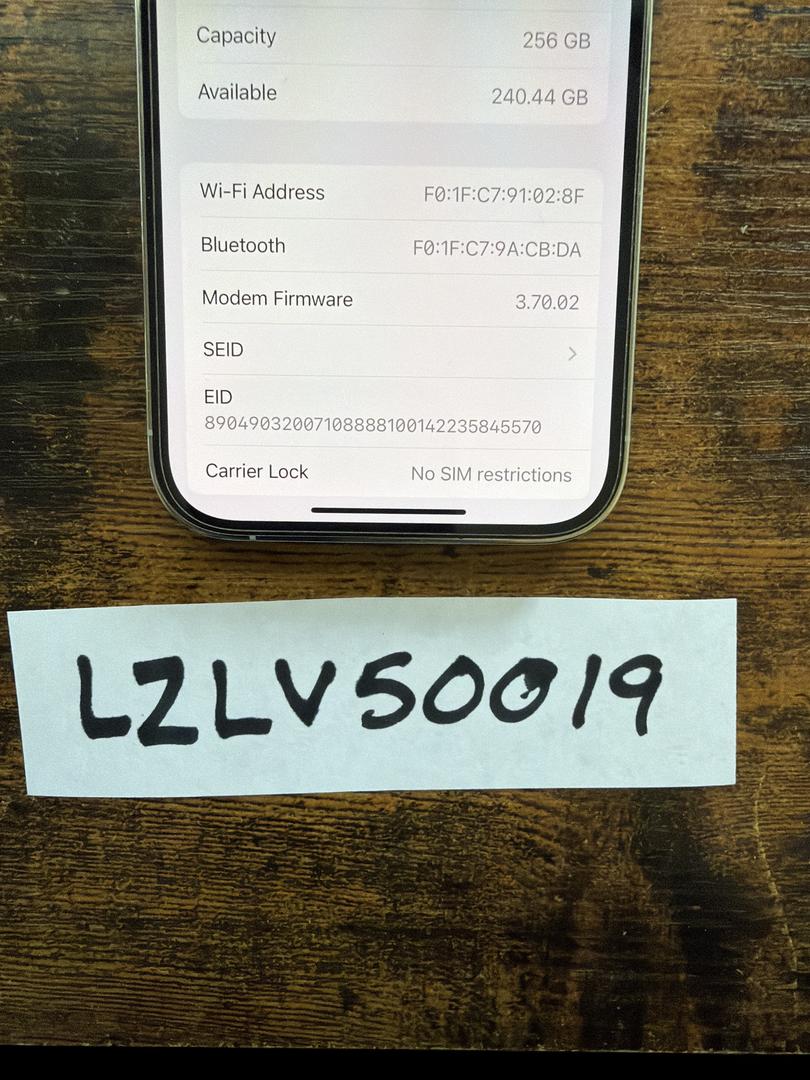 Capacity 256 GB
Available 240.44 GB
Wi-Fi Address F0:1F:C7:91:02:8F
Bluetooth F0:1F:C7:9A:CB:DA
Modem Firmware 3.70.02
SEID
EID
89049032007108888100142235845570
Carrier Lock No SIM restrictions
LZLV50019